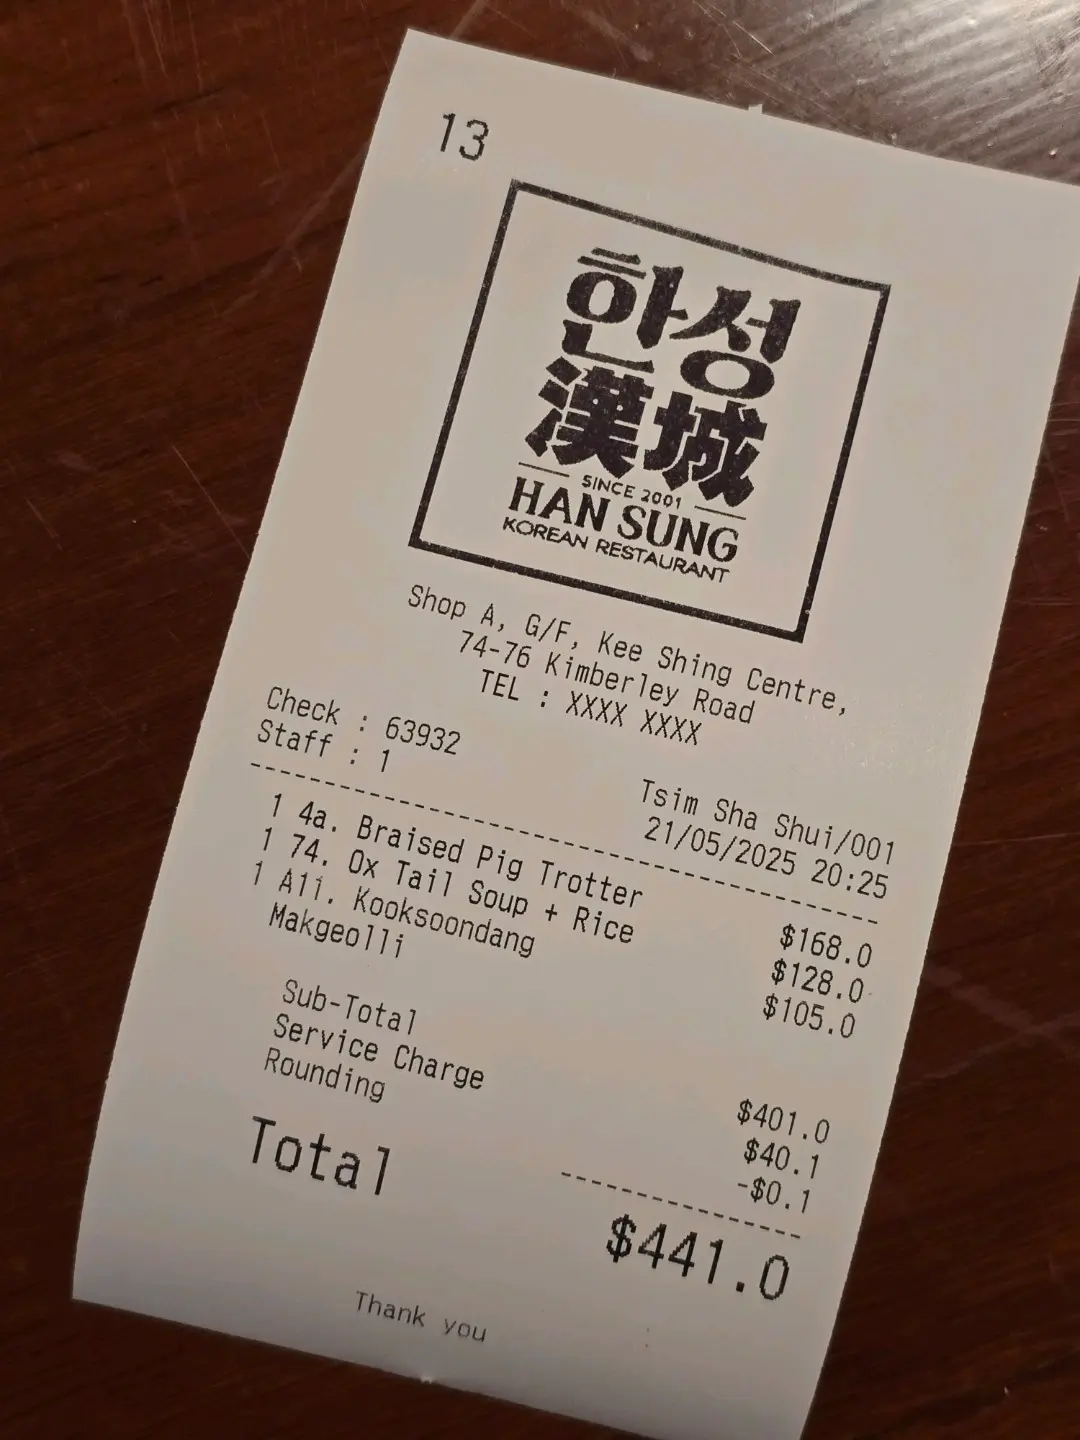 13
한성
漢城
SINCE 2001
HAN SUNG
KOREAN RESTAURANT
Shop A, G/F, Kee Shing Centre,
74-76 Kimberley Road
TEL : XXXX XXXX
Check : 63932
Staff : 1
Tsim Sha Shui/001
21/05/2025 20:25
1 4a. Braised Pig Trotter $168.0
1 74. Ox Tail Soup + Rice $128.0
1 A1i. Kooksoondang $105.0
Makgeolli
Sub-Total $401.0
Service Charge $40.1
Rounding -$0.1
Total $441.0
Thank you